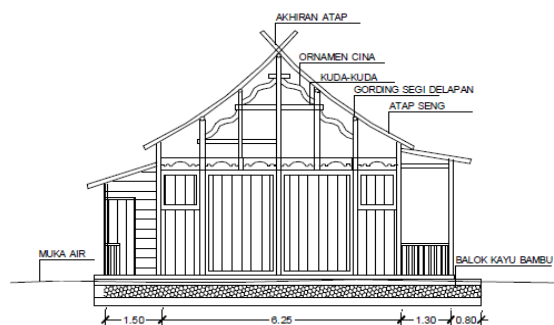 AKHIRAN ATAP
ORNAMEN CINA
KUDA-KUDA
GORDING SEGI DELAPAN
ATAP SENG
MUKA AIR
BALOK KAYU BAMBU
1.50 6.25 1.30 0.80